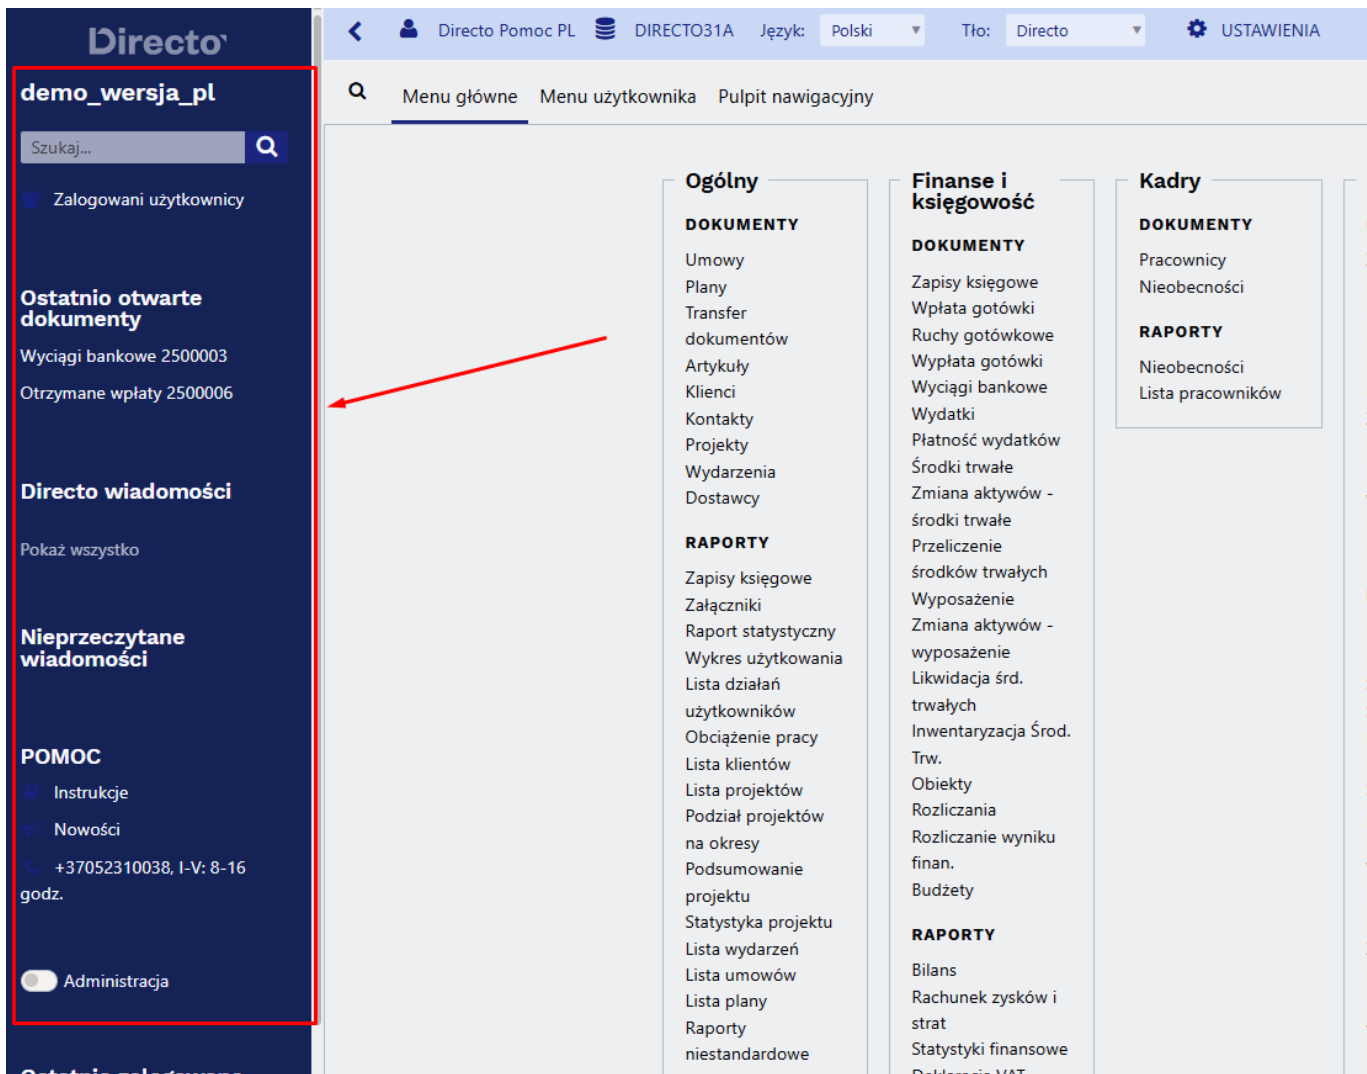 Directo
demo_wersja_pl
Szukaj...
Zalogowani użytkownicy
Ostatnio otwarte
dokumenty
Wyciągi bankowe 2500003
Otrzymane wpłaty 2500006
Directo wiadomości
Pokaż wszystko
Nieprzeczytane
wiadomości
POMOC
Instrukcje
Nowości
+37052310038, I-V: 8-16
godz.
Administracja
Directo Pomoc PL DIRECTO31A Język: Polski Tło: Directo USTAWIENIA
Menu główne Menu użytkownika Pulpit nawigacyjny
Ogólny
DOKUMENTY
Umowy
Plany
Transfer
dokumentów
Artykuły
Klienci
Kontakty
Projekty
Wydarzenia
Dostawcy
RAPORTY
Zapisy księgowe
Załączniki
Raport statystyczny
Wykres użytkowania
Lista działań
użytkowników
Obciążenie pracy
Lista klientów
Lista projektów
Podział projektów
na okresy
Podsumowanie
projektu
Statystyka projektu
Lista wydarzeń
Lista umowów
Lista plany
Raporty
niestandardowe
Finanse i
księgowość
DOKUMENTY
Zapisy księgowe
Wpłata gotówki
Ruchy gotówkowe
Wypłata gotówki
Wyciągi bankowe
Wydatki
Płatność wydatków
Środki trwałe
Zmiana aktywów -
środki trwałe
Przeliczenie
środków trwałych
Wyposażenie
Zmiana aktywów -
wyposażenie
Likwidacja śrd.
trwałych
Inwentaryzacja Środ.
Trw.
Obiekty
Rozliczania
Rozliczanie wyniku
finan.
Budżety
RAPORTY
Bilans
Rachunek zysków i
strat
Statystyki finansowe
Kadry
DOKUMENTY
Pracownicy
Nieobecności
RAPORTY
Nieobecności
Lista pracowników